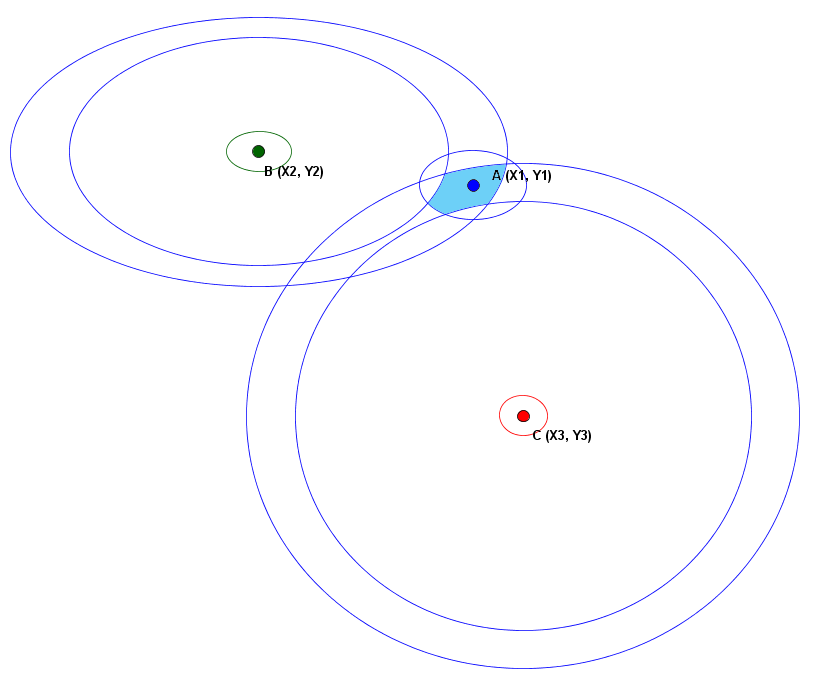 B (X2, Y2)
A (X1, Y1)
C (X3, Y3)